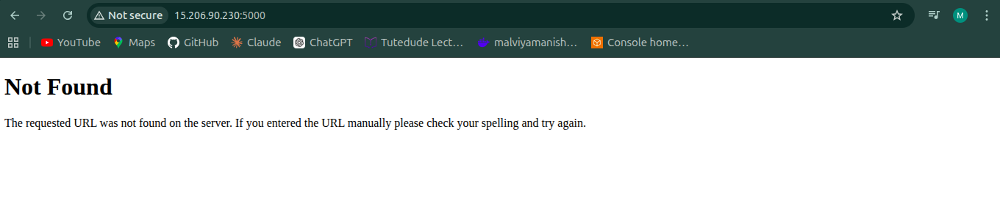 Not secure 15.206.90.230:5000 M
YouTube Maps GitHub Claude ChatGPT Tutedude Lect... malviyamanish... Console home...
Not Found
The requested URL was not found on the server. If you entered the URL manually please check your spelling and try again.